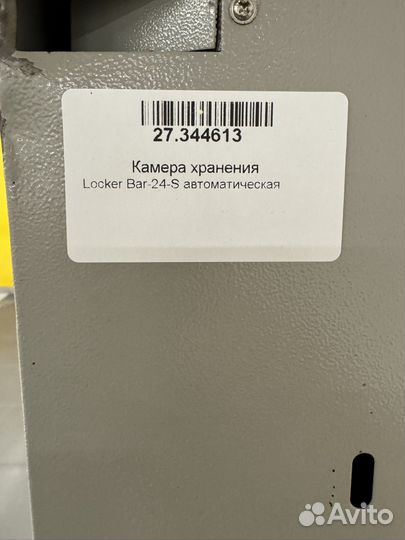 27.344613
Камера хранения
Locker Bar-24-S автоматическая
Avito